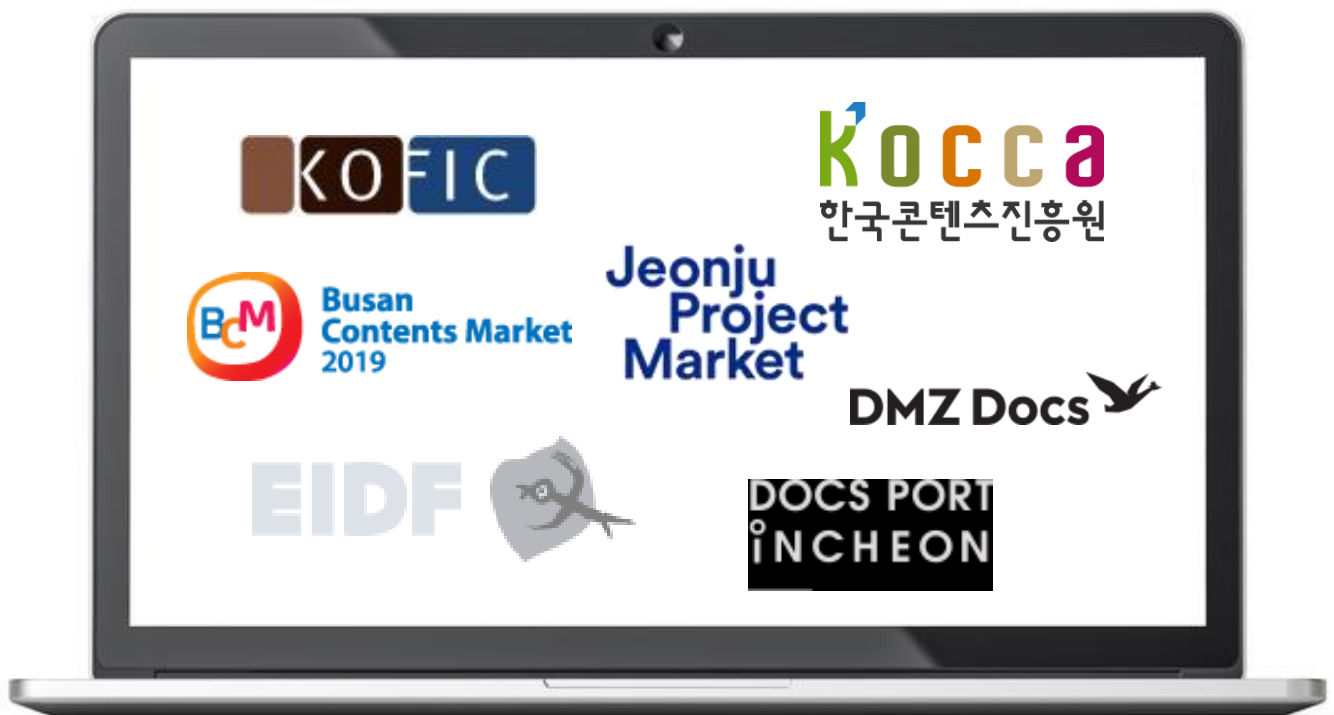 KOFIC
Kocca
한국콘텐츠진흥원
BCM
Busan
Contents Market
2019
Jeonju
Project
Market
DMZ Docs
EIDF
DOCS PORT
iNCHEON